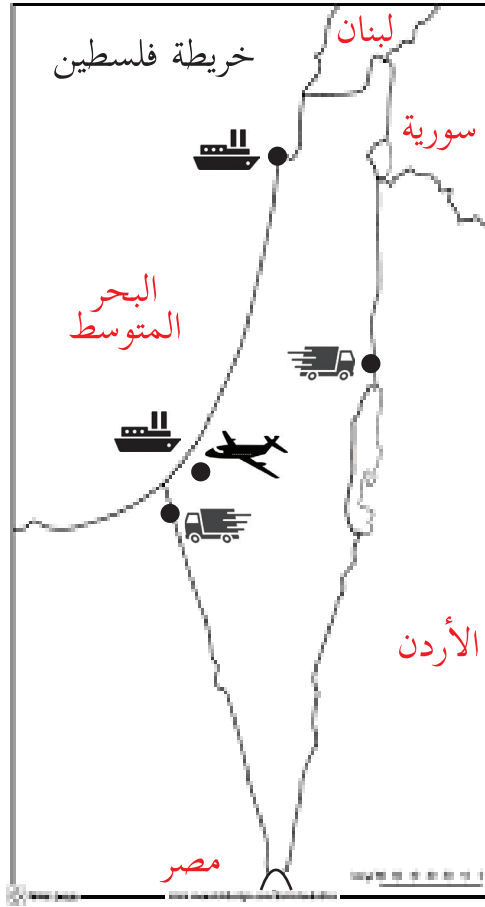 لبنان
خريطة فلسطين
سورية
البحر
المتوسط
الأردن
مصر